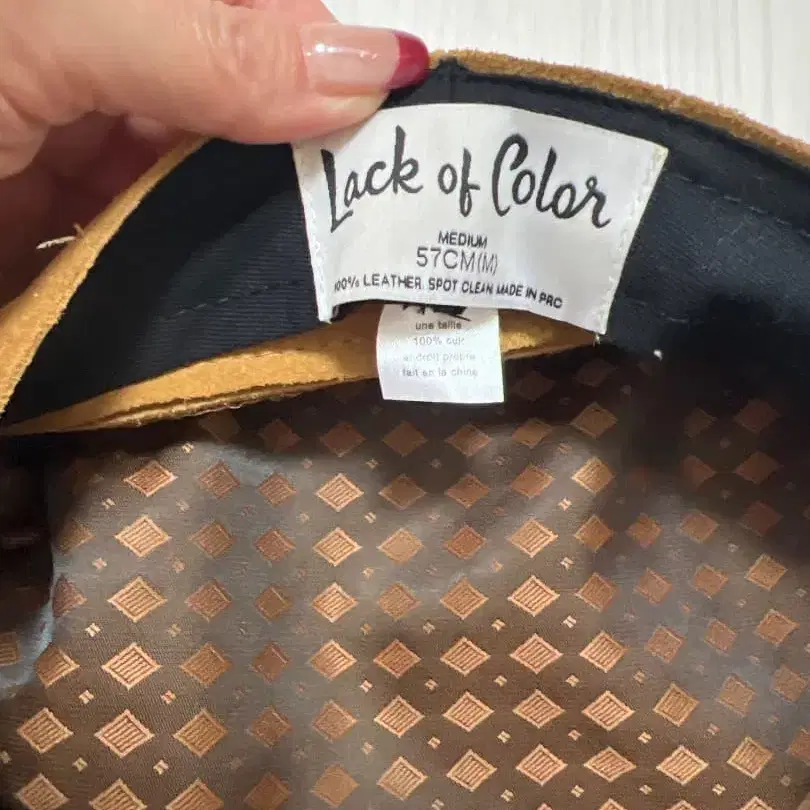 Lack of Color
MEDIUM
57CM(M)
100% LEATHER. SPOT CLEAN MADE IN PRC
une taille
100% cuir
endroit propre
fait en la chine